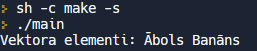 sh -c make -s
./main
Vektora elementi: Ābols Banāns